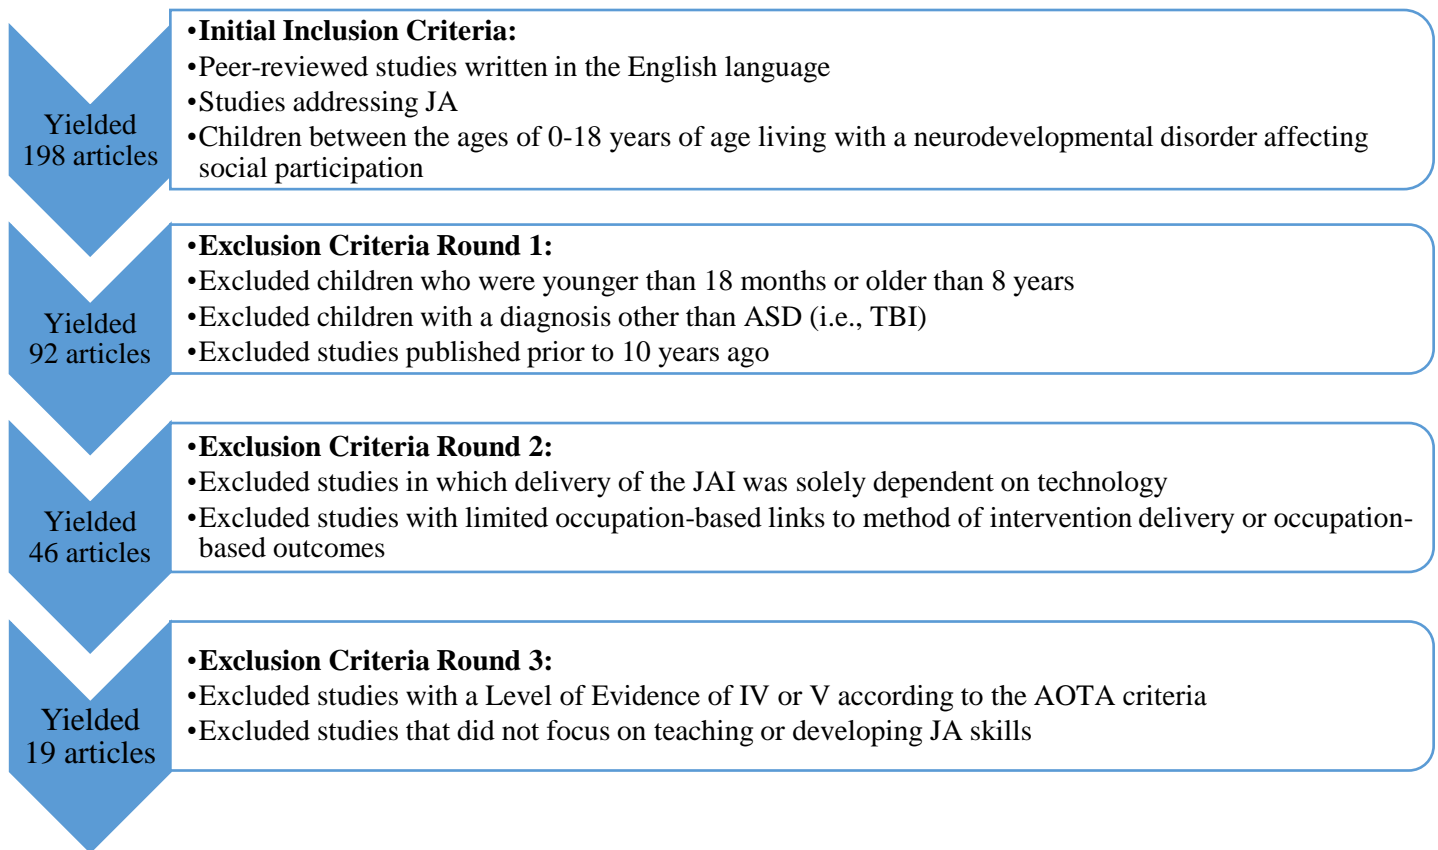 Yielded
198 articles
•Initial Inclusion Criteria:
•Peer-reviewed studies written in the English language
•Studies addressing JA
•Children between the ages of 0-18 years of age living with a neurodevelopmental disorder affecting
social participation
Yielded
92 articles
•Exclusion Criteria Round 1:
•Excluded children who were younger than 18 months or older than 8 years
•Excluded children with a diagnosis other than ASD (i.e., TBI)
•Excluded studies published prior to 10 years ago
Yielded
46 articles
•Exclusion Criteria Round 2:
•Excluded studies in which delivery of the JAI was solely dependent on technology
•Excluded studies with limited occupation-based links to method of intervention delivery or occupation-
based outcomes
Yielded
19 articles
•Exclusion Criteria Round 3:
•Excluded studies with a Level of Evidence of IV or V according to the AOTA criteria
•Excluded studies that did not focus on teaching or developing JA skills